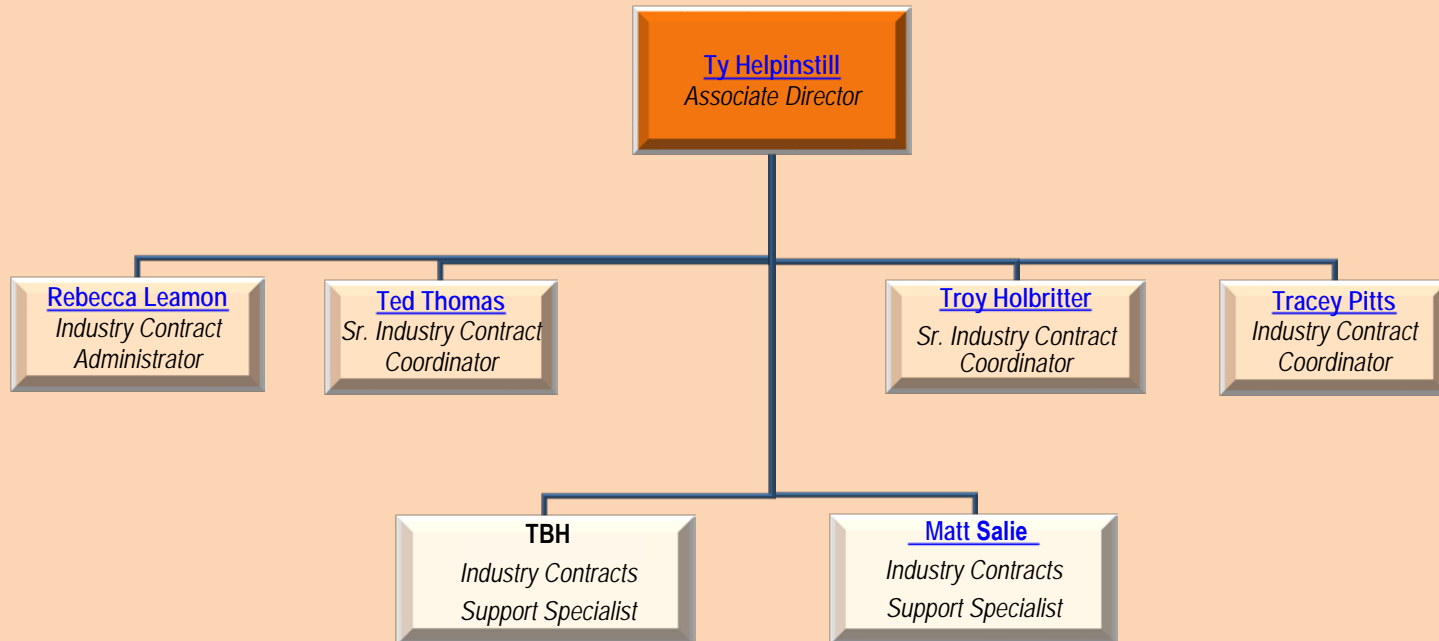 Ty Helpinstill
Associate Director
Rebecca Leamon
Industry Contract
Administrator
Ted Thomas
Sr. Industry Contract
Coordinator
Troy Holbritter
Sr. Industry Contract
Coordinator
Tracey Pitts
Industry Contract
Coordinator
TBH
Industry Contracts
Support Specialist
Matt Salie
Industry Contracts
Support Specialist